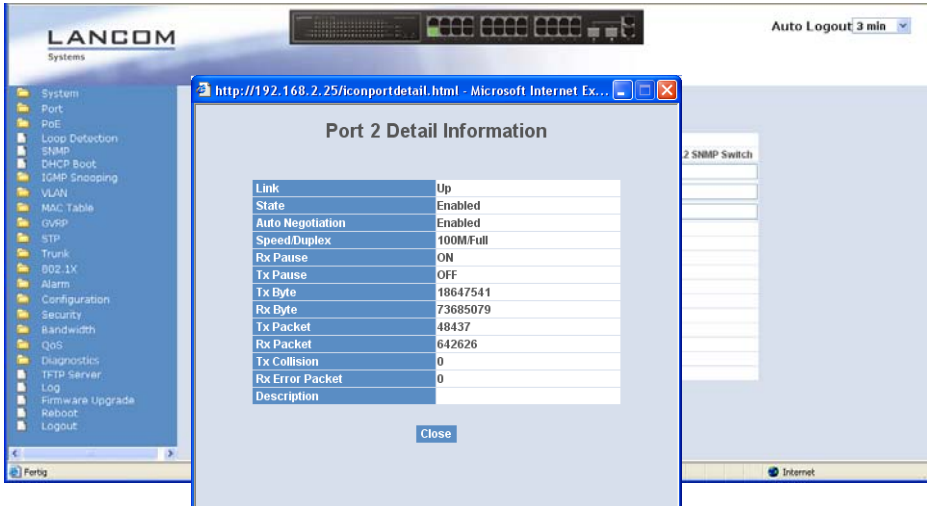 LANCOM
Systems
Auto Logout 3 min
System
Port
PoE
Loop Detection
SNMP
DHCP Boot
IGMP Snooping
VLAN
MAC Table
GVRP
STP
Trunk
802.1X
Alarm
Configuration
Security
Bandwidth
QoS
Diagnostics
TFTP Server
Log
Firmware Upgrade
Reboot
Logout
2 SNMP Switch
http://192.168.2.25/iconportdetail.html - Microsoft Internet Ex...
Port 2 Detail Information
Link Up
State Enabled
Auto Negotiation Enabled
Speed/Duplex 100M/Full
Rx Pause ON
Tx Pause OFF
Tx Byte 18647541
Rx Byte 73685079
Tx Packet 48437
Rx Packet 642626
Tx Collision 0
Rx Error Packet 0
Description
Close
Fertig
Internet